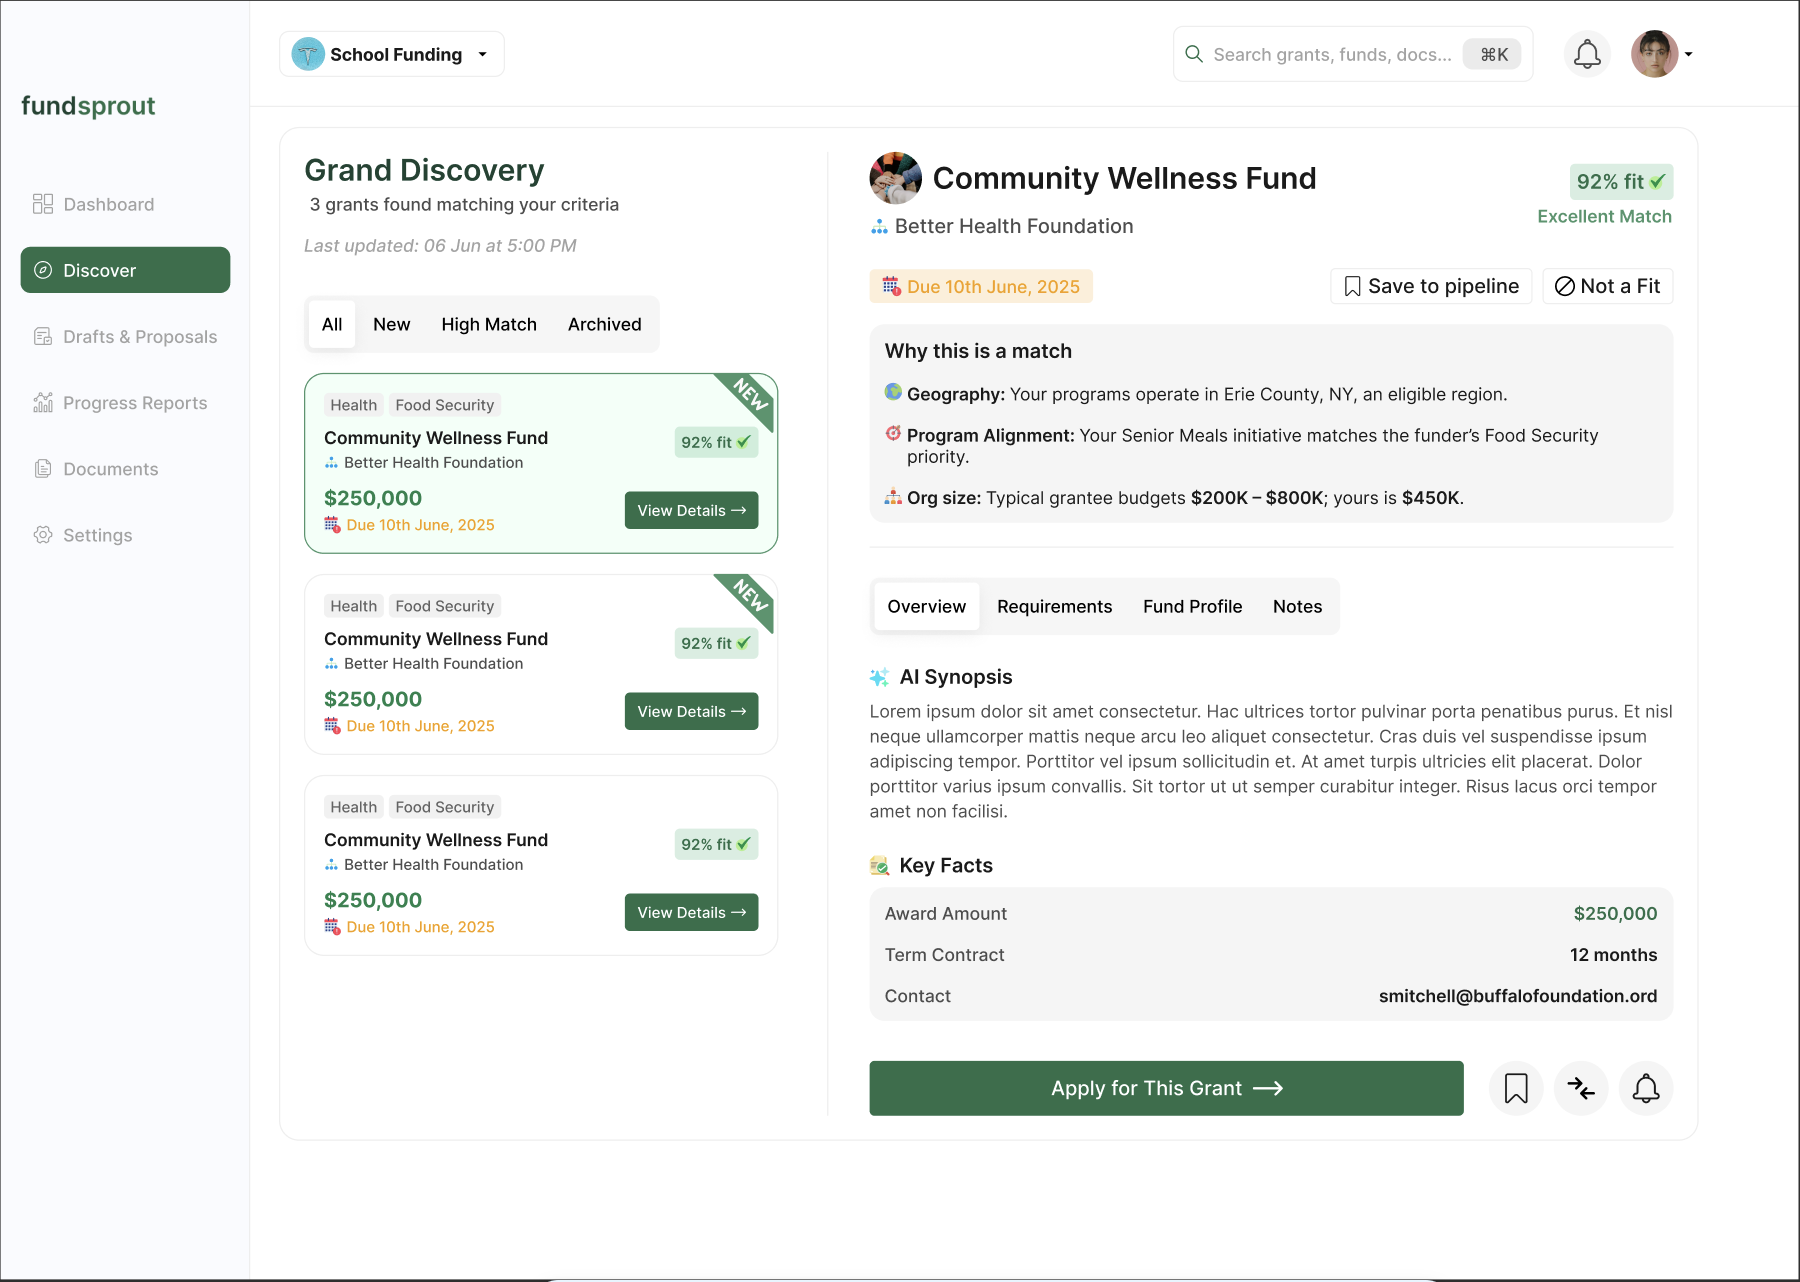 School Funding
Search grants, funds, docs...
⌘K
fundsprout
Dashboard
Discover
Drafts & Proposals
Progress Reports
Documents
Settings
Grand Discovery
3 grants found matching your criteria
Last updated: 06 Jun at 5:00 PM
All
New
High Match
Archived
NEW
Health
Food Security
Community Wellness Fund
92% fit
Better Health Foundation
$250,000
Due 10th June, 2025
View Details →
NEW
Health
Food Security
Community Wellness Fund
92% fit
Better Health Foundation
$250,000
Due 10th June, 2025
View Details →
Health
Food Security
Community Wellness Fund
92% fit
Better Health Foundation
$250,000
Due 10th June, 2025
View Details →
Community Wellness Fund
92% fit
Better Health Foundation
Excellent Match
Due 10th June, 2025
Save to pipeline
Not a Fit
Why this is a match
Geography: Your programs operate in Erie County, NY, an eligible region.
Program Alignment: Your Senior Meals initiative matches the funder’s Food Security
priority.
Org size: Typical grantee budgets $200K – $800K; yours is $450K.
Overview
Requirements
Fund Profile
Notes
AI Synopsis
Lorem ipsum dolor sit amet consectetur. Hac ultrices tortor pulvinar porta penatibus purus. Et nisl
neque ullamcorper mattis neque arcu leo aliquet consectetur. Cras duis vel suspendisse ipsum
adipiscing tempor. Porttitor vel ipsum sollicitudin et. At amet turpis ultricies elit placerat. Dolor
porttitor varius ipsum convallis. Sit tortor ut ut semper curabitur integer. Risus lacus orci tempor
amet non facilisi.
Key Facts
Award Amount
$250,000
Term Contract
12 months
Contact
smitchell@buffalofoundation.ord
Apply for This Grant →